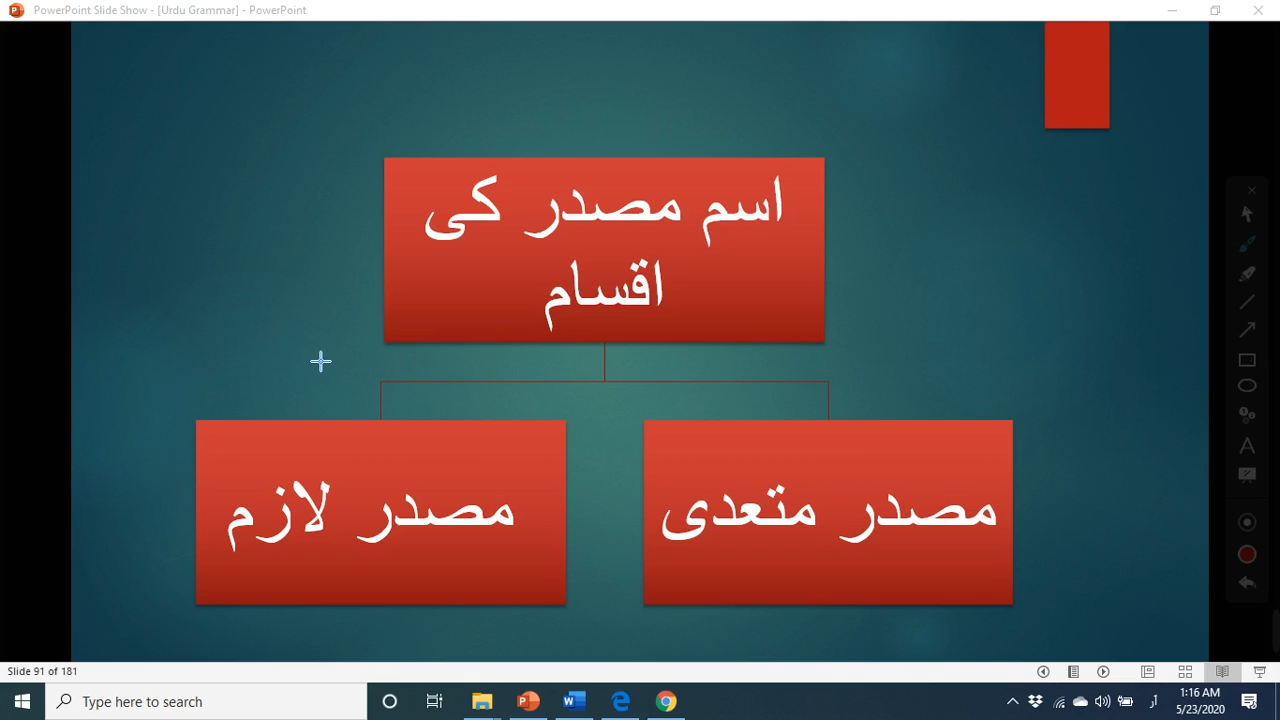 PowerPoint Slide Show - [Urdu Grammar] - PowerPoint
اسم مصدر کی
اقسام
مصدر متعدی
مصدر لازم
Slide 91 of 181
Type here to search
1:16 AM
5/23/2020